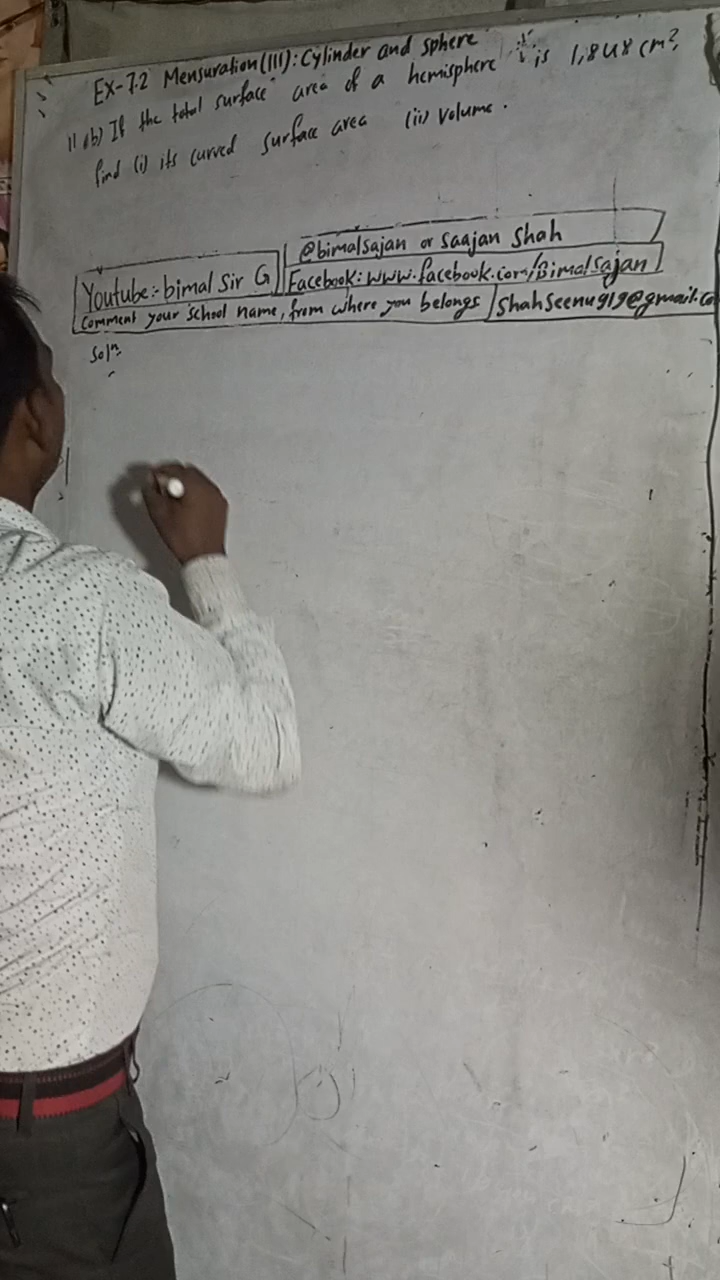 Ex-7.2 Mensuration (III): Cylinder and sphere
11 (b) If the total surface area of a hemisphere is 1,848 cm².
find (i) its curved surface area (ii) volume.
@bimalsajan or Saajan Shah
Youtube:- bimal Sir G
Facebook: www.facebook.com/Bimalsajan
Comment your School name, from where you belongs
Shahseenu919@gmail.co
Solⁿ